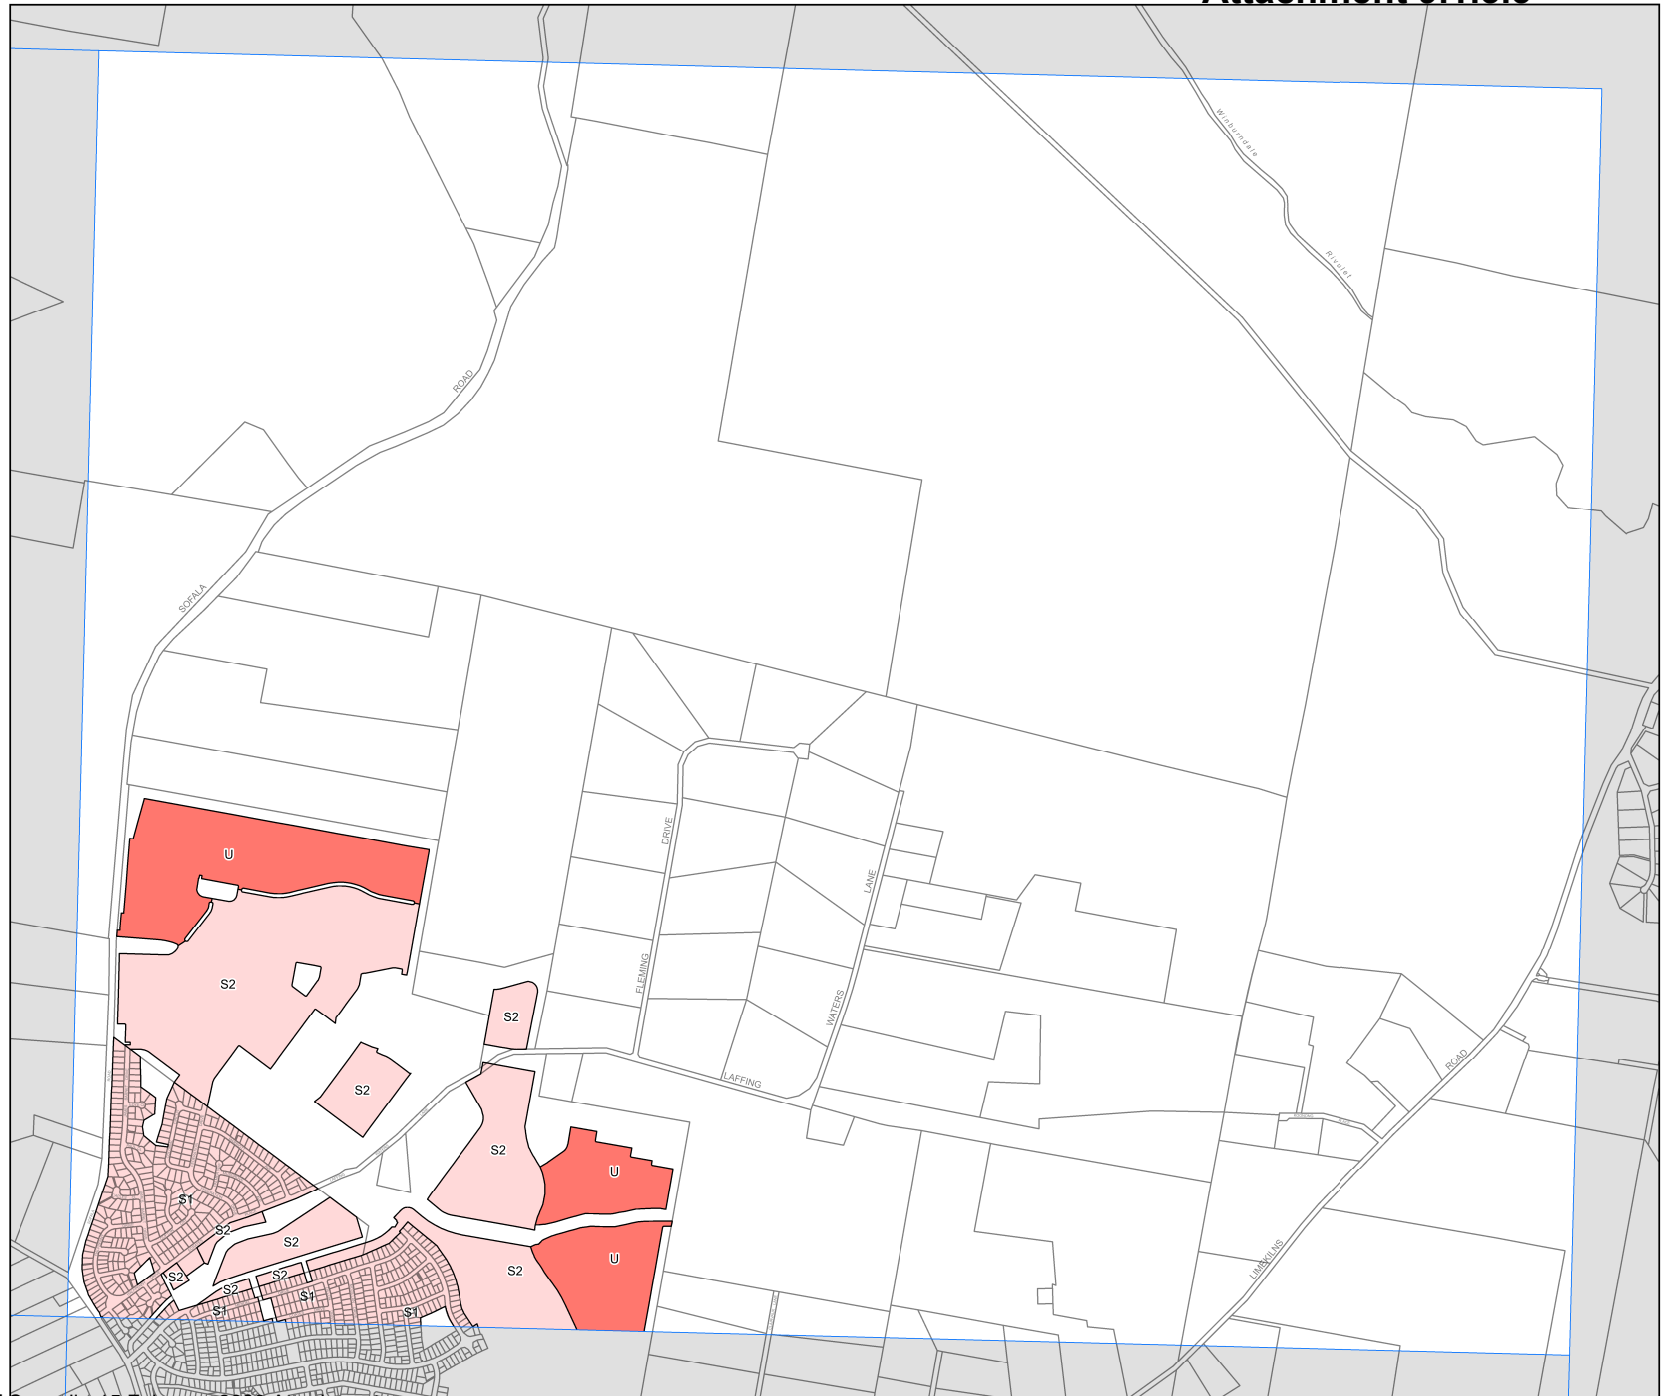 Winburndale
Rivulet
ROAD
SOFALA
DRIVE
U
LANE
FLEMING
S2
S2
WATERS
ROAD
LAFFING
S2
S2
U
S1
S2
S2
LIMEKILNS
U
S2
S2
S2
S2
S1
S1
S1